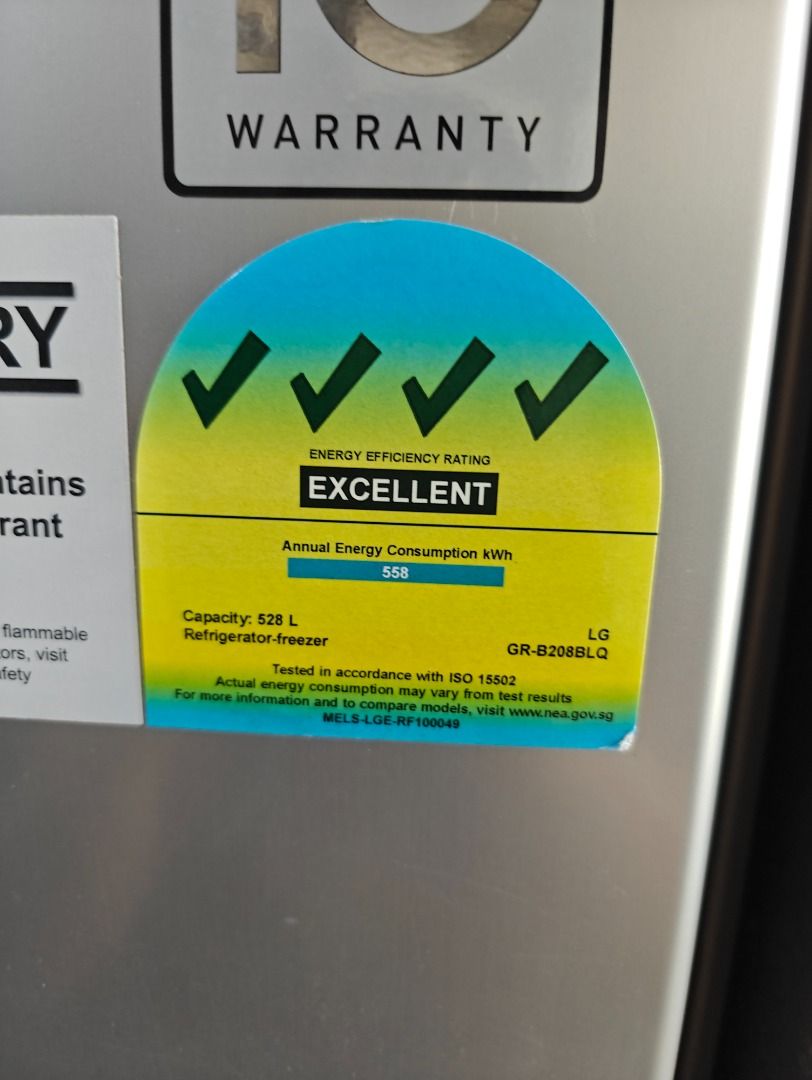 10
WARRANTY
RY
ntains
rant
flammable
ors, visit
fety
ENERGY EFFICIENCY RATING
EXCELLENT
Annual Energy Consumption kWh
558
Capacity: 528 L
Refrigerator-freezer
LG
GR-B208BLQ
Tested in accordance with ISO 15502
Actual energy consumption may vary from test results
For more information and to compare models, visit www.nea.gov.sg
MELS-LGE-RF100049